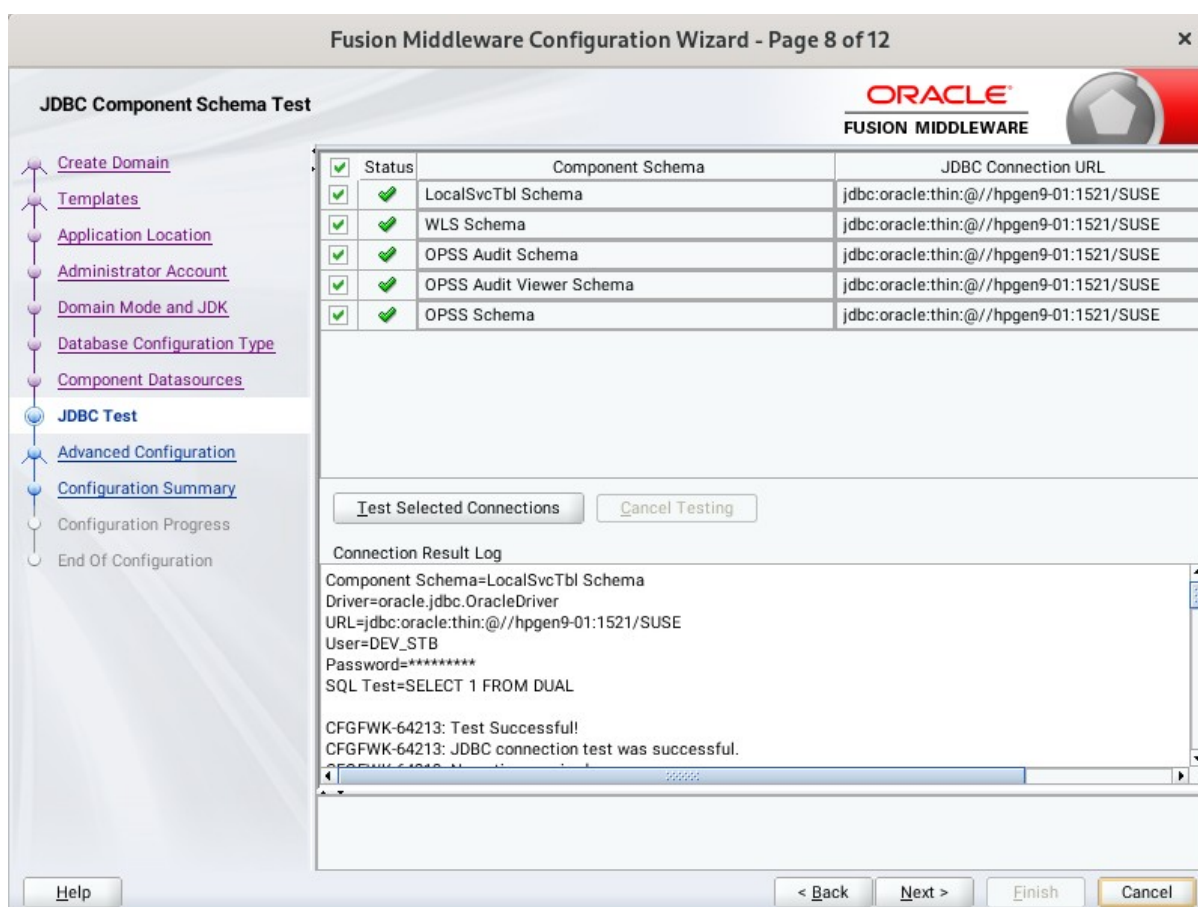 Fusion Middleware Configuration Wizard - Page 8 of 12
JDBC Component Schema Test
ORACLE
FUSION MIDDLEWARE
Create Domain
Templates
Application Location
Administrator Account
Domain Mode and JDK
Database Configuration Type
Component Datasources
JDBC Test
Advanced Configuration
Configuration Summary
Configuration Progress
End Of Configuration
Status Component Schema JDBC Connection URL
LocalSvcTbl Schema jdbc:oracle:thin:@//hpgen9-01:1521/SUSE
WLS Schema jdbc:oracle:thin:@//hpgen9-01:1521/SUSE
OPSS Audit Schema jdbc:oracle:thin:@//hpgen9-01:1521/SUSE
OPSS Audit Viewer Schema jdbc:oracle:thin:@//hpgen9-01:1521/SUSE
OPSS Schema jdbc:oracle:thin:@//hpgen9-01:1521/SUSE
Test Selected Connections Cancel Testing
Connection Result Log
Component Schema=LocalSvcTbl Schema
Driver=oracle.jdbc.OracleDriver
URL=jdbc:oracle:thin:@//hpgen9-01:1521/SUSE
User=DEV_STB
Password=*********
SQL Test=SELECT 1 FROM DUAL
CFGFWK-64213: Test Successful!
CFGFWK-64213: JDBC connection test was successful.
Help < Back Next > Finish Cancel